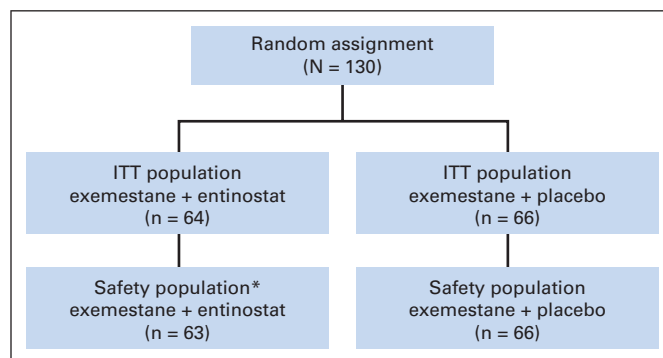 Random assignment
(N = 130)
ITT population
exemestane + entinostat
(n = 64)
ITT population
exemestane + placebo
(n = 66)
Safety population*
exemestane + entinostat
(n = 63)
Safety population
exemestane + placebo
(n = 66)